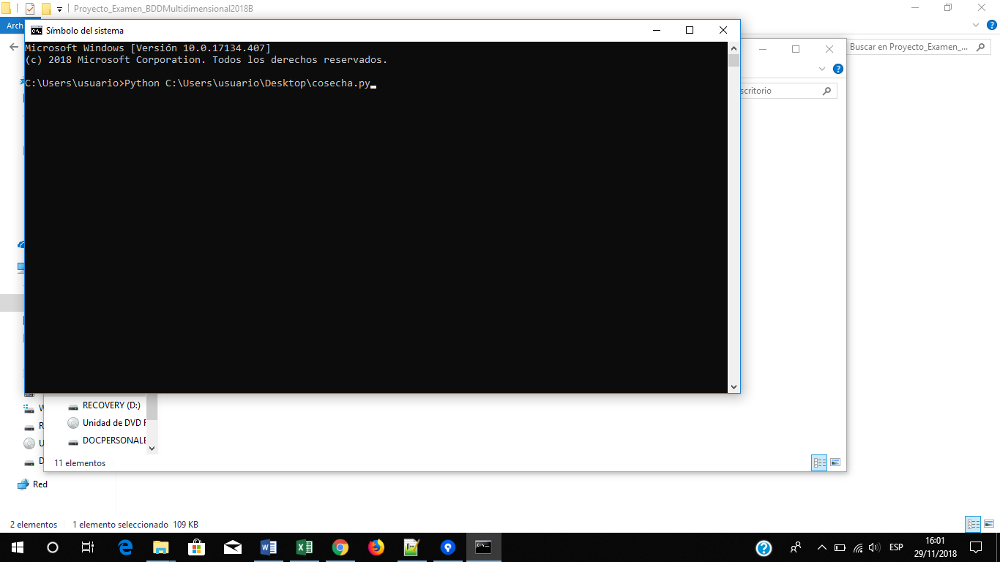 Proyecto_Examen_BDDMultidimensional2018B
Arch
Símbolo del sistema
Microsoft Windows [Versión 10.0.17134.407]
(c) 2018 Microsoft Corporation. Todos los derechos reservados.
C:\Users\usuario>Python C:\Users\usuario\Desktop\cosecha.py
Buscar en Proyecto_Examen_...
scritorio
RECOVERY (D:)
Unidad de DVD
DOCPERSONALE
11 elementos
W
R
U
D
Red
2 elementos
1 elemento seleccionado 109 KB
ESP
16:01
29/11/2018